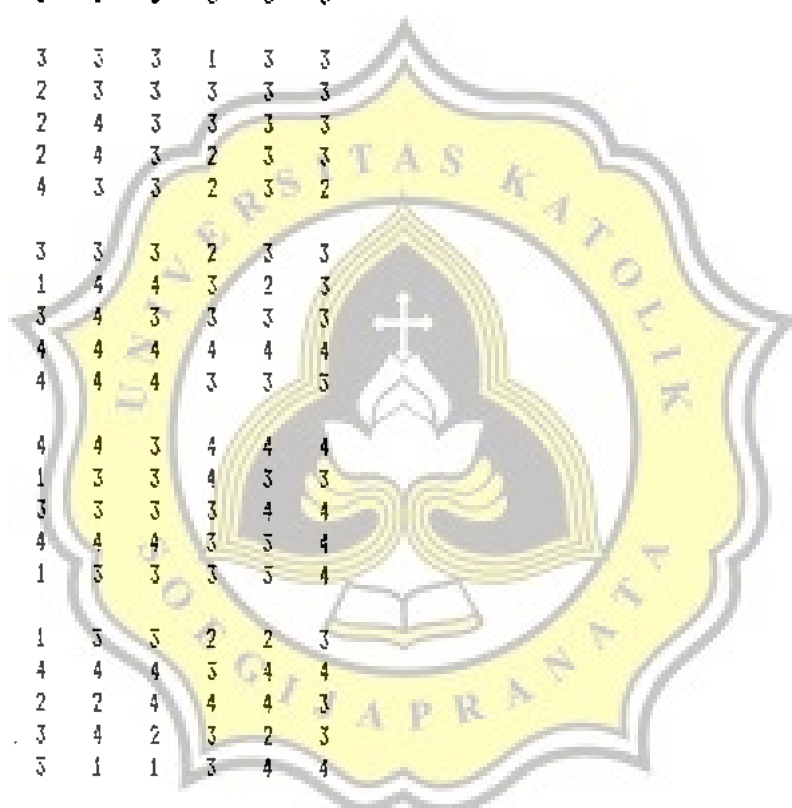 3 3 3 1 3 3
2 3 3 3 3 3
2 4 3 3 3 3
2 4 3 2 3 3
4 3 3 2 3 2
3 3 3 2 3 3
1 4 4 3 2 3
3 4 3 3 3 3
4 4 4 4 4 4
4 4 4 3 3 3
4 4 3 4 4 4
1 3 3 4 3 3
3 3 3 3 4 4
4 4 4 3 3 4
1 3 3 3 3 4
1 3 3 2 2 3
4 4 4 3 4 4
2 2 4 4 4 3
3 4 2 3 2 3
3 1 1 3 4 4
UNIVERSITAS KATOLIK
SOEGIJAPRANATA